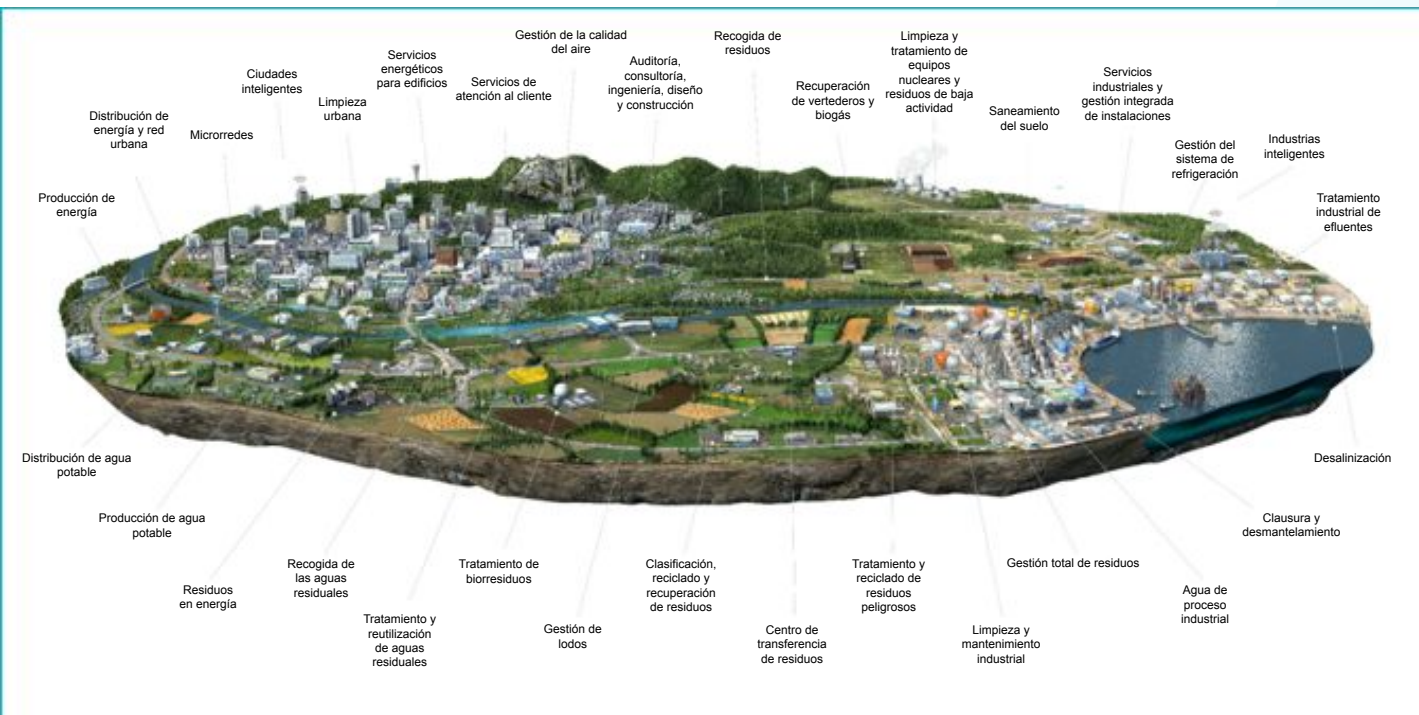 Gestión de la calidad
del aire
Recogida de
residuos
Limpieza y
tratamiento de
equipos
nucleares y
residuos de baja
actividad
Servicios
energéticos
para edificios
Auditoría,
consultoría,
ingeniería, diseño
y construcción
Ciudades
inteligentes
Servicios de
atención al cliente
Servicios
industriales y
gestión integrada
de instalaciones
Recuperación
de vertederos y
biogás
Limpieza
urbana
Saneamiento
del suelo
Distribución de
energía y red
urbana
Microrredes
Industrias
inteligentes
Gestión del
sistema de
refrigeración
Producción de
energía
Tratamiento
industrial de
efluentes
Distribución de agua
potable
Desalinización
Producción de agua
potable
Clausura y
desmantelamiento
Residuos
en energía
Recogida de
las aguas
residuales
Tratamiento de
biorresiduos
Clasificación,
reciclado y
recuperación
de residuos
Tratamiento y
reciclado de
residuos
peligrosos
Gestión total de residuos
Agua de
proceso
industrial
Tratamiento y
reutilización
de aguas
residuales
Gestión de
lodos
Centro de
transferencia
de residuos
Limpieza y
mantenimiento
industrial